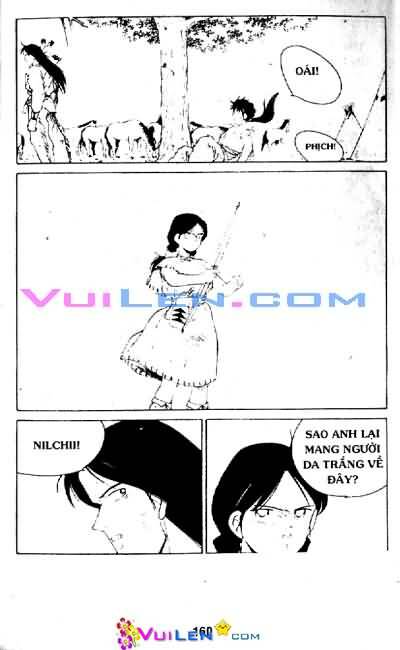 OÁI!
PHỊCH!
VUILEN.COM
NILCHII!
SAO ANH LẠI
MANG NGƯỜI
DA TRẮNG VỀ
ĐÂY?
160
VUILEN.COM